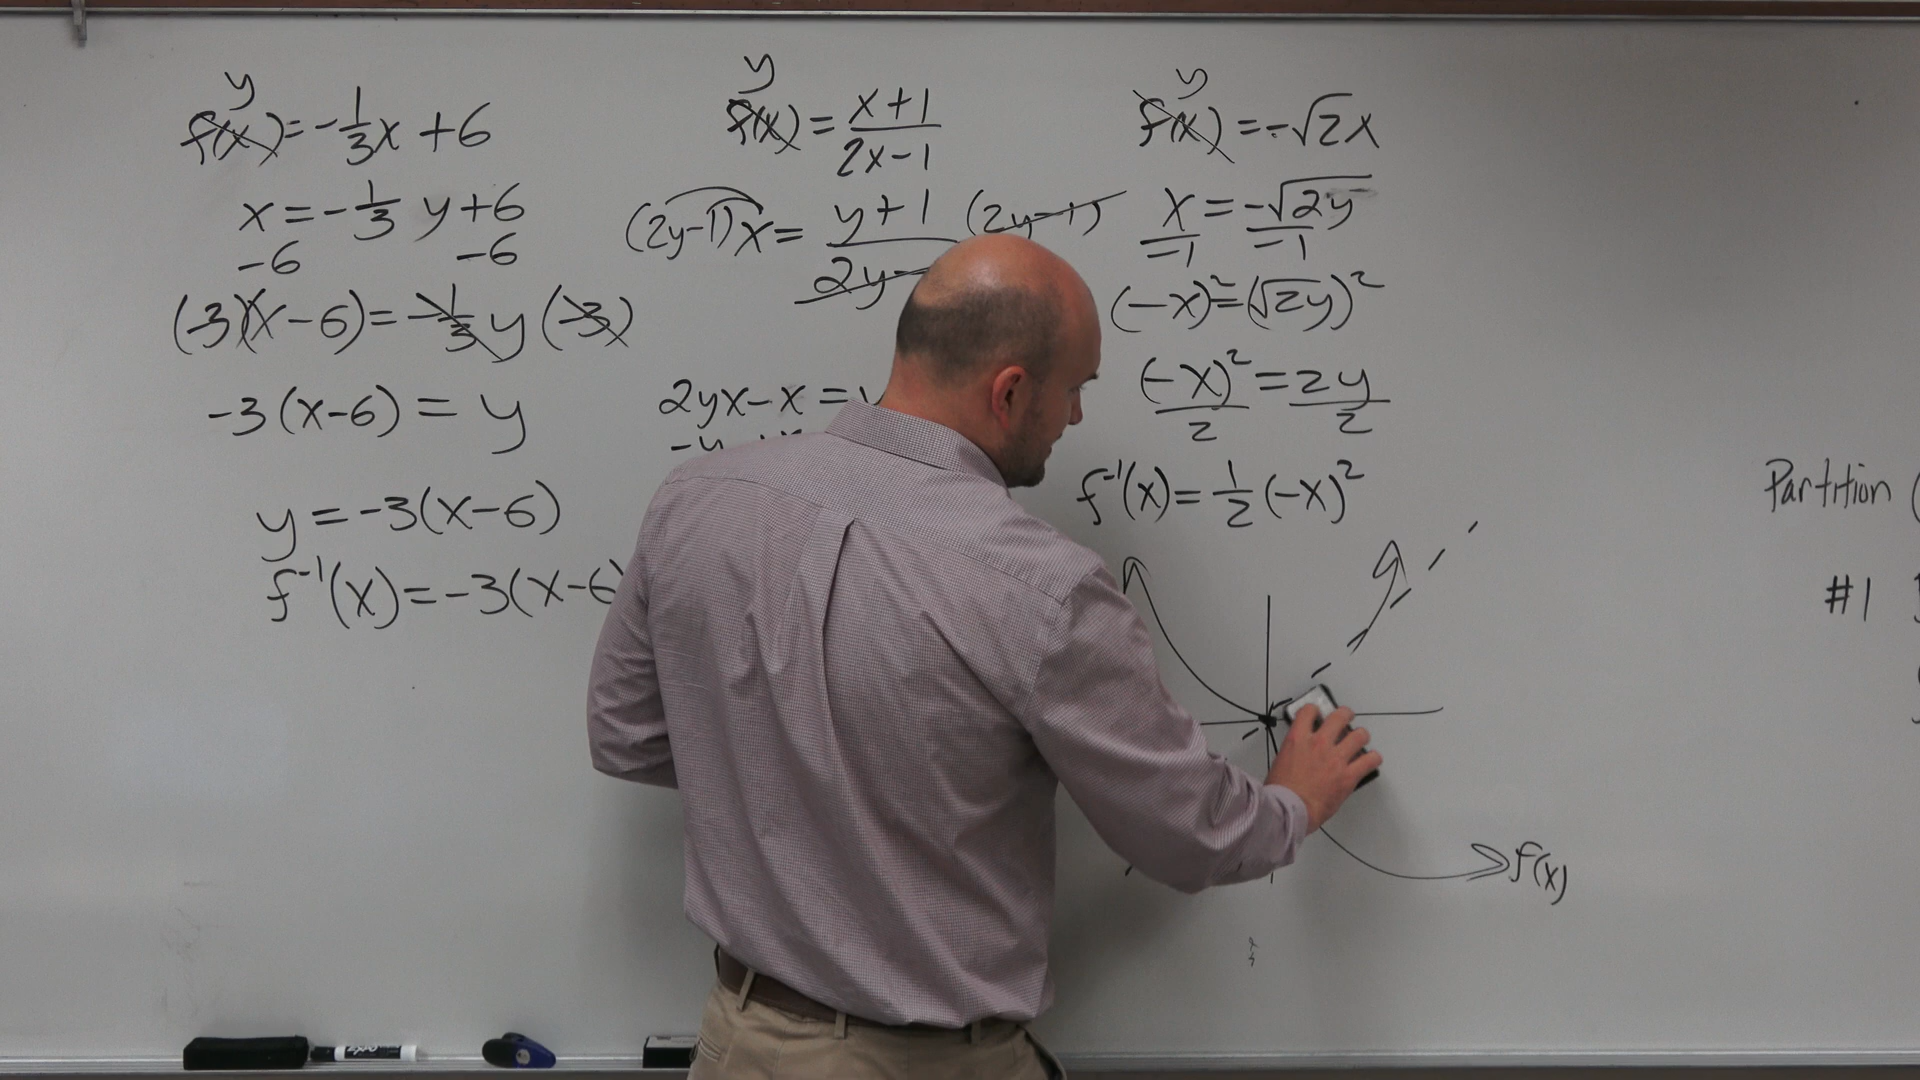 y
f(x) = -1/3 x + 6
x = -1/3 y + 6
-6 -6
(-3)(x - 6) = -1/3 y (-3)
-3 (x - 6) = y
y = -3(x - 6)
f⁻¹(x) = -3(x - 6)
y
f(x) = x + 1 / 2x - 1
(2y - 1) x = y + 1 / 2y - (2y - 1)
2yx - x = y
y
f(x) = -√2x
x = -√2y
-1 -1
(-x)² = (√2y)²
(-x)² = 2y
2 2
f⁻¹(x) = 1/2 (-x)²
f(x)
Partition (
#1